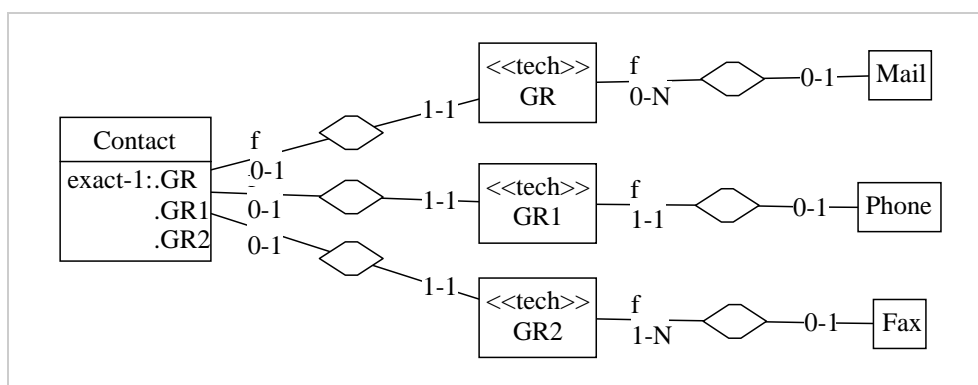 <<tech>>
GR
f
0-N
0-1
Mail
Contact
exact-1:.GR
.GR1
.GR2
f
0-1
1-1
0-1
1-1
<<tech>>
GR1
f
1-1
0-1
Phone
0-1
1-1
<<tech>>
GR2
f
1-N
0-1
Fax